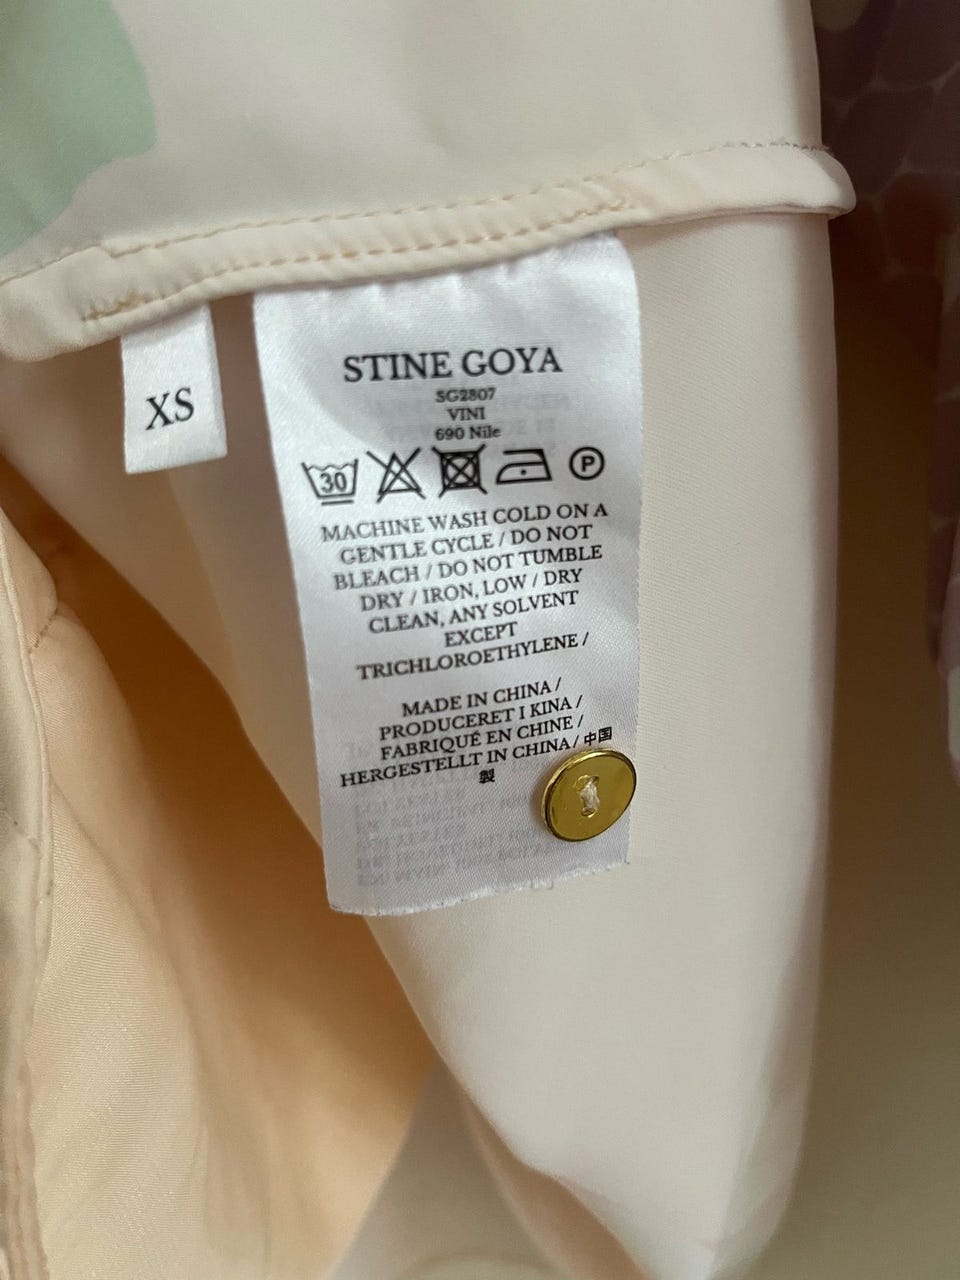 XS
STINE GOYA
SG2807
VINI
690 Nile
30
P
MACHINE WASH COLD ON A
GENTLE CYCLE / DO NOT
BLEACH / DO NOT TUMBLE
DRY / IRON, LOW / DRY
CLEAN, ANY SOLVENT
EXCEPT
TRICHLOROETHYLENE /
MADE IN CHINA /
PRODUCERET I KINA /
FABRIQUÉ EN CHINE /
HERGESTELLT IN CHINA / 中国
製